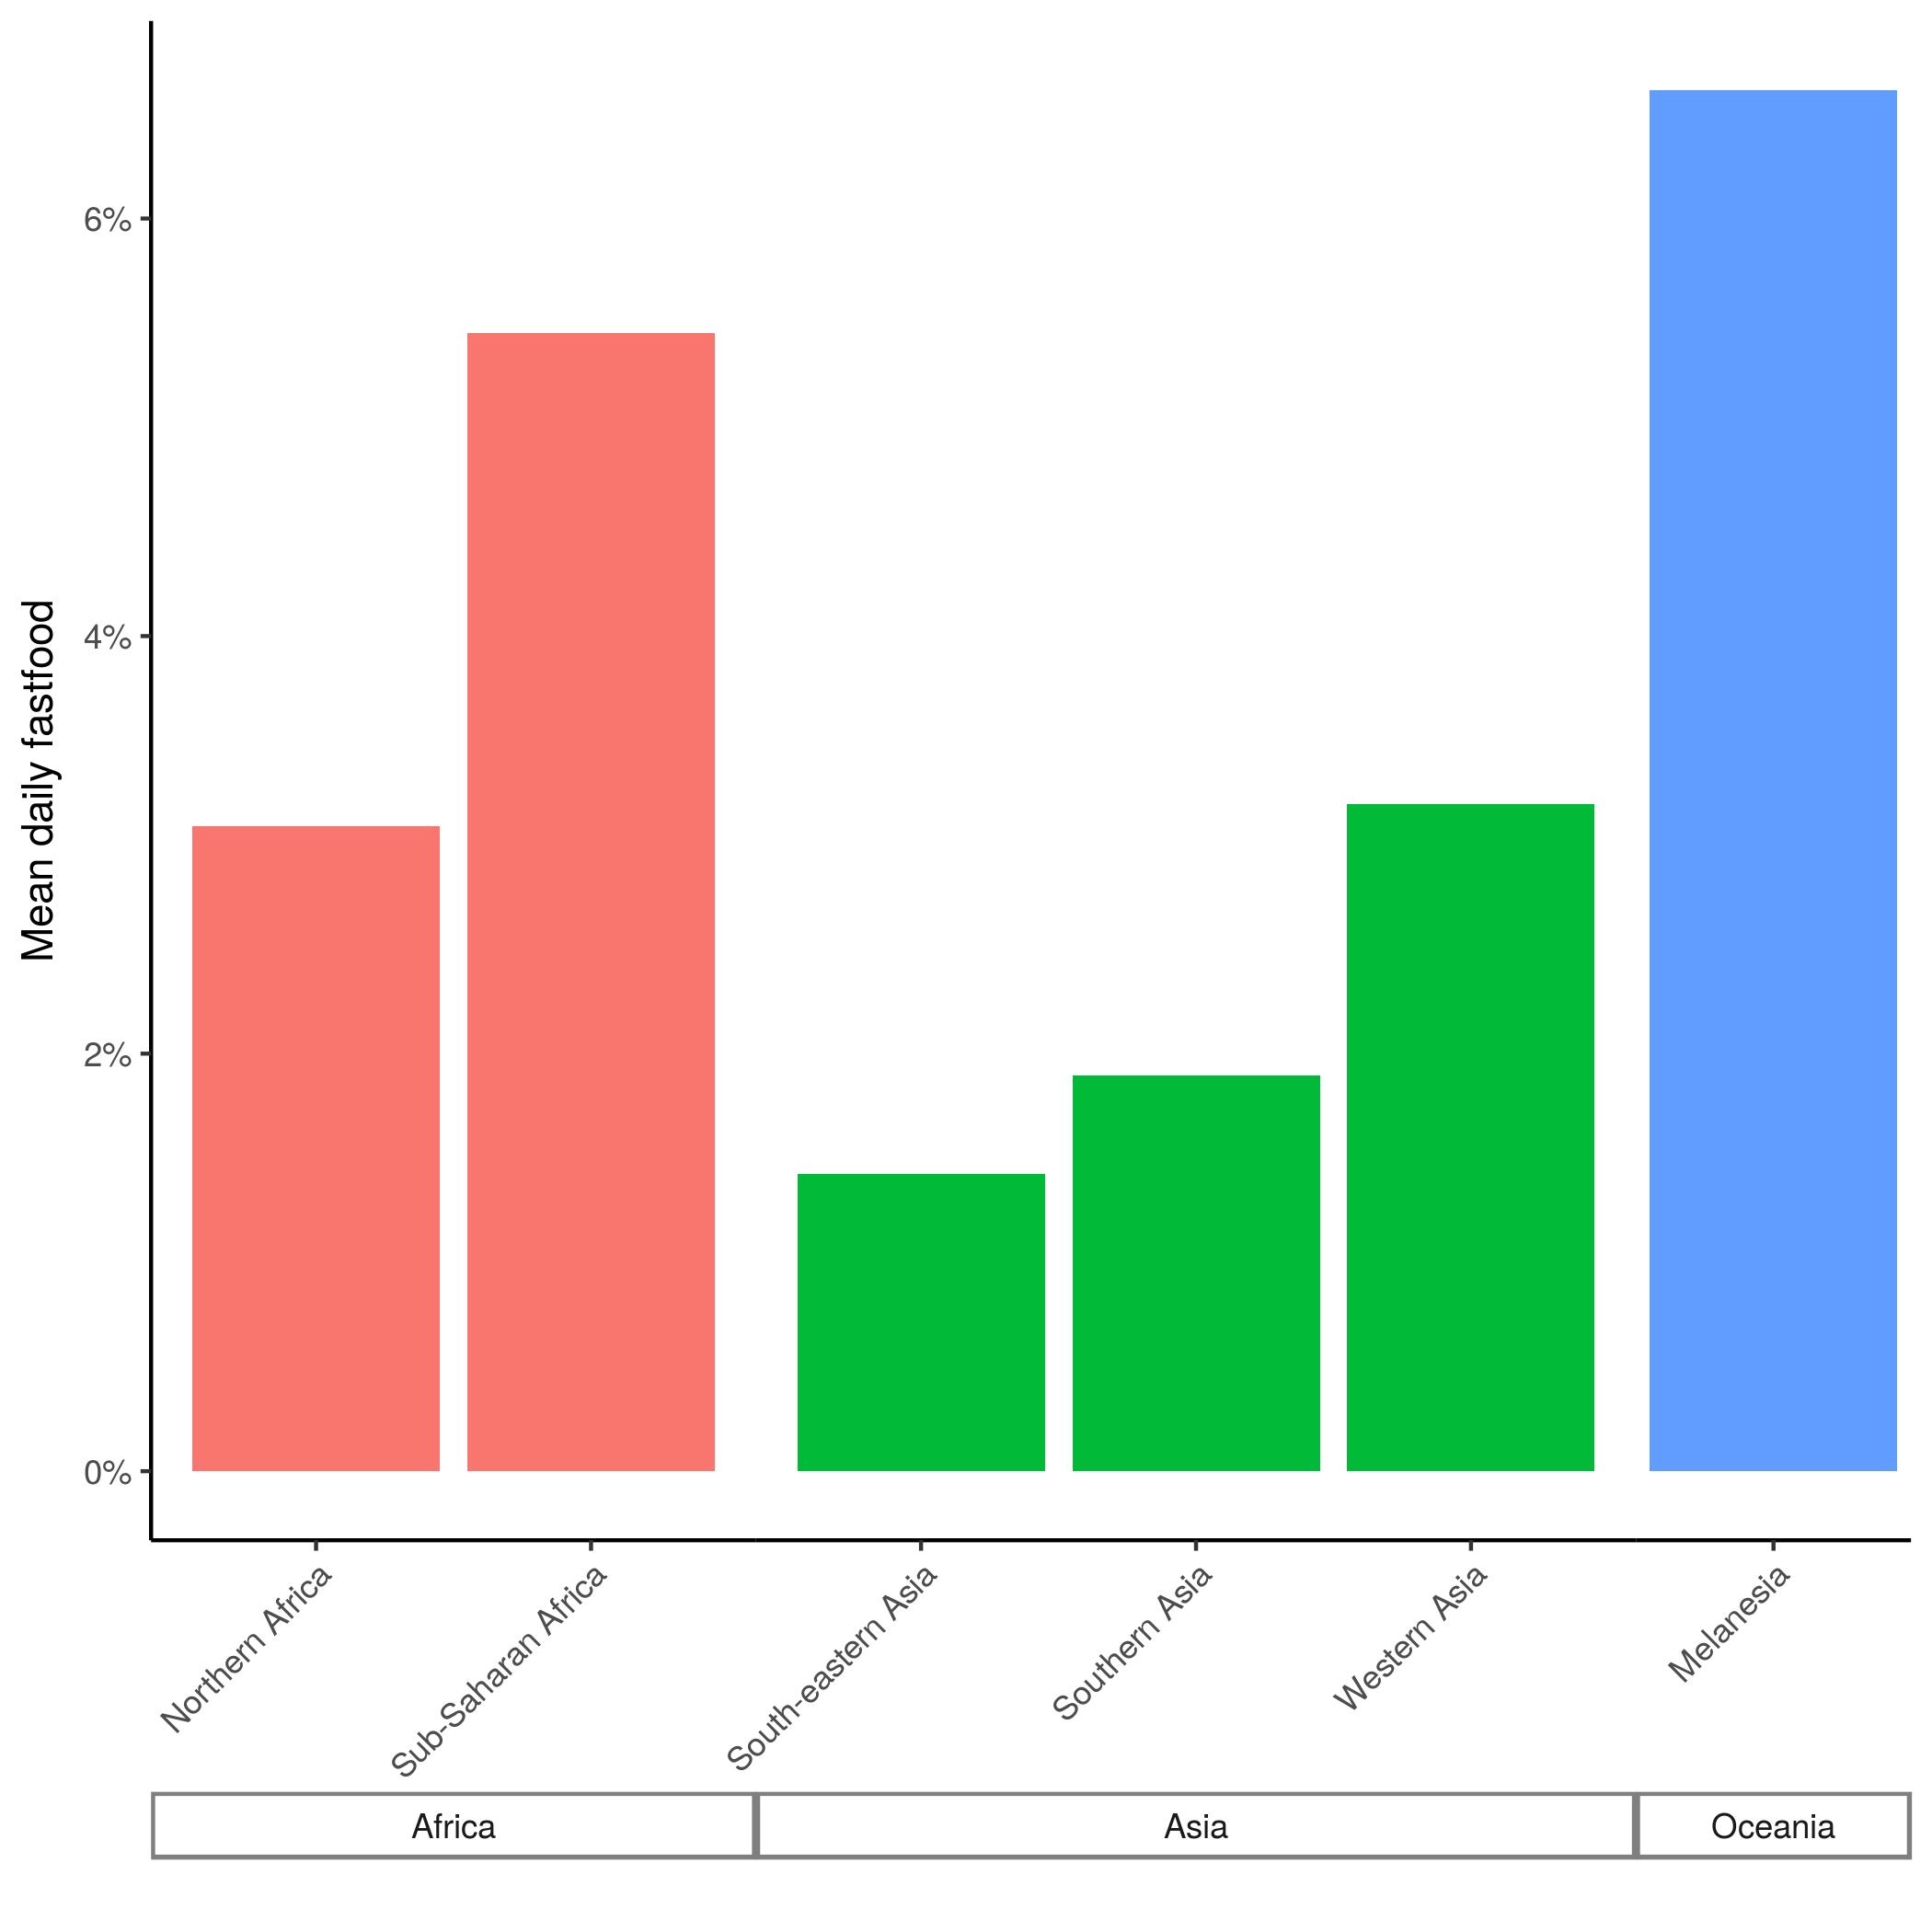 Mean daily fastfood
6%
4%
2%
0%
Northern Africa
Sub-Saharan Africa
South-eastern Asia
Southern Asia
Western Asia
Melanesia
Africa
Asia
Oceania